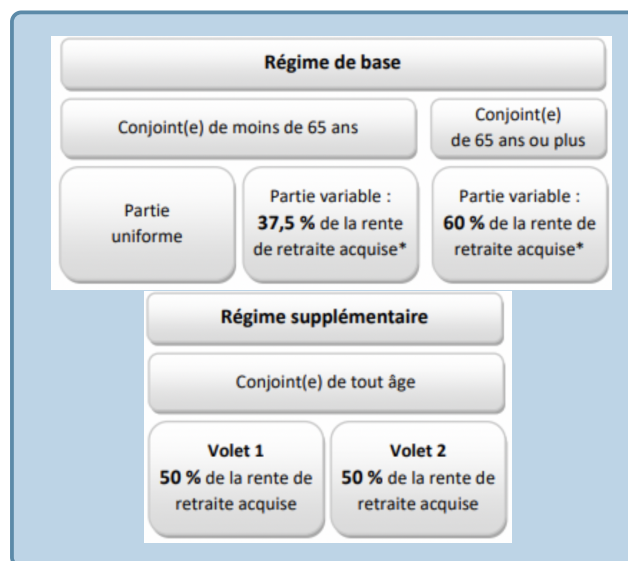 Régime de base
Conjoint(e) de moins de 65 ans
Conjoint(e)
de 65 ans ou plus
Partie
uniforme
Partie variable :
37,5 % de la rente
de retraite acquise*
Partie variable :
60 % de la rente de
retraite acquise*
Régime supplémentaire
Conjoint(e) de tout âge
Volet 1
50 % de la rente de
retraite acquise
Volet 2
50 % de la rente de
retraite acquise